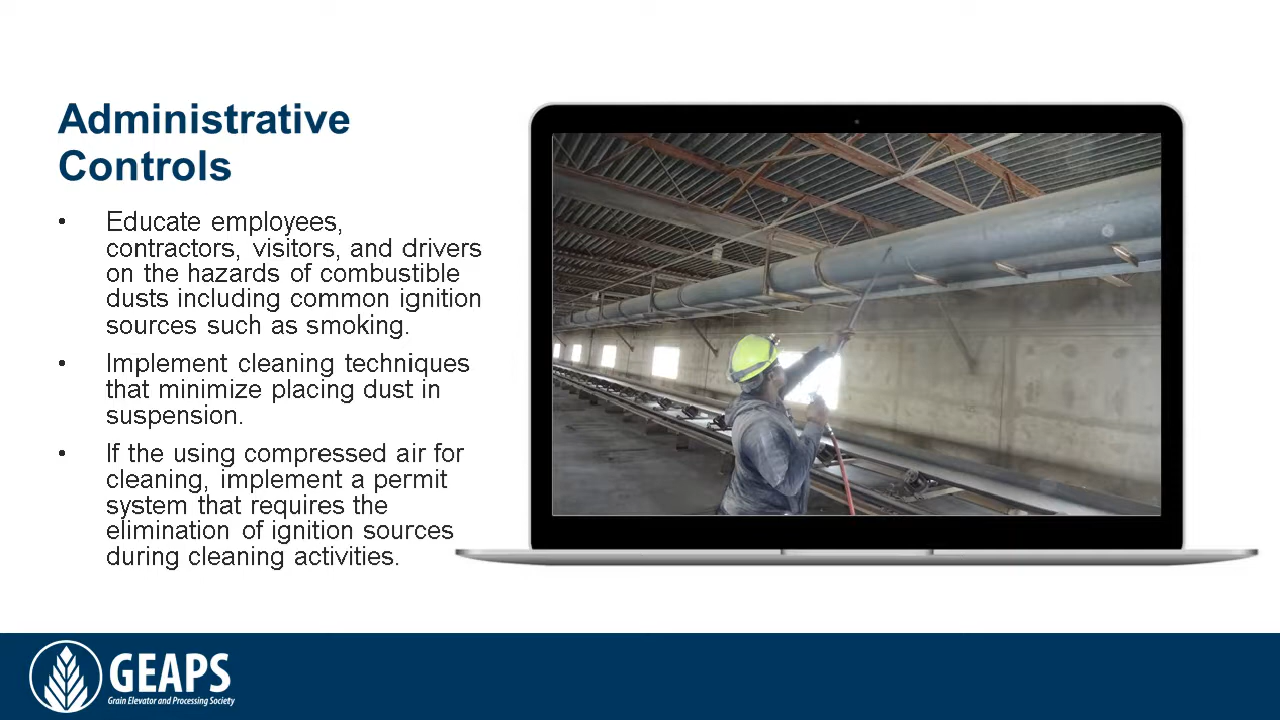 Administrative
Controls
• Educate employees,
contractors, visitors, and drivers
on the hazards of combustible
dusts including common ignition
sources such as smoking.
• Implement cleaning techniques
that minimize placing dust in
suspension.
• If the using compressed air for
cleaning, implement a permit
system that requires the
elimination of ignition sources
during cleaning activities.
GEAPS
Grain Elevator and Processing Society